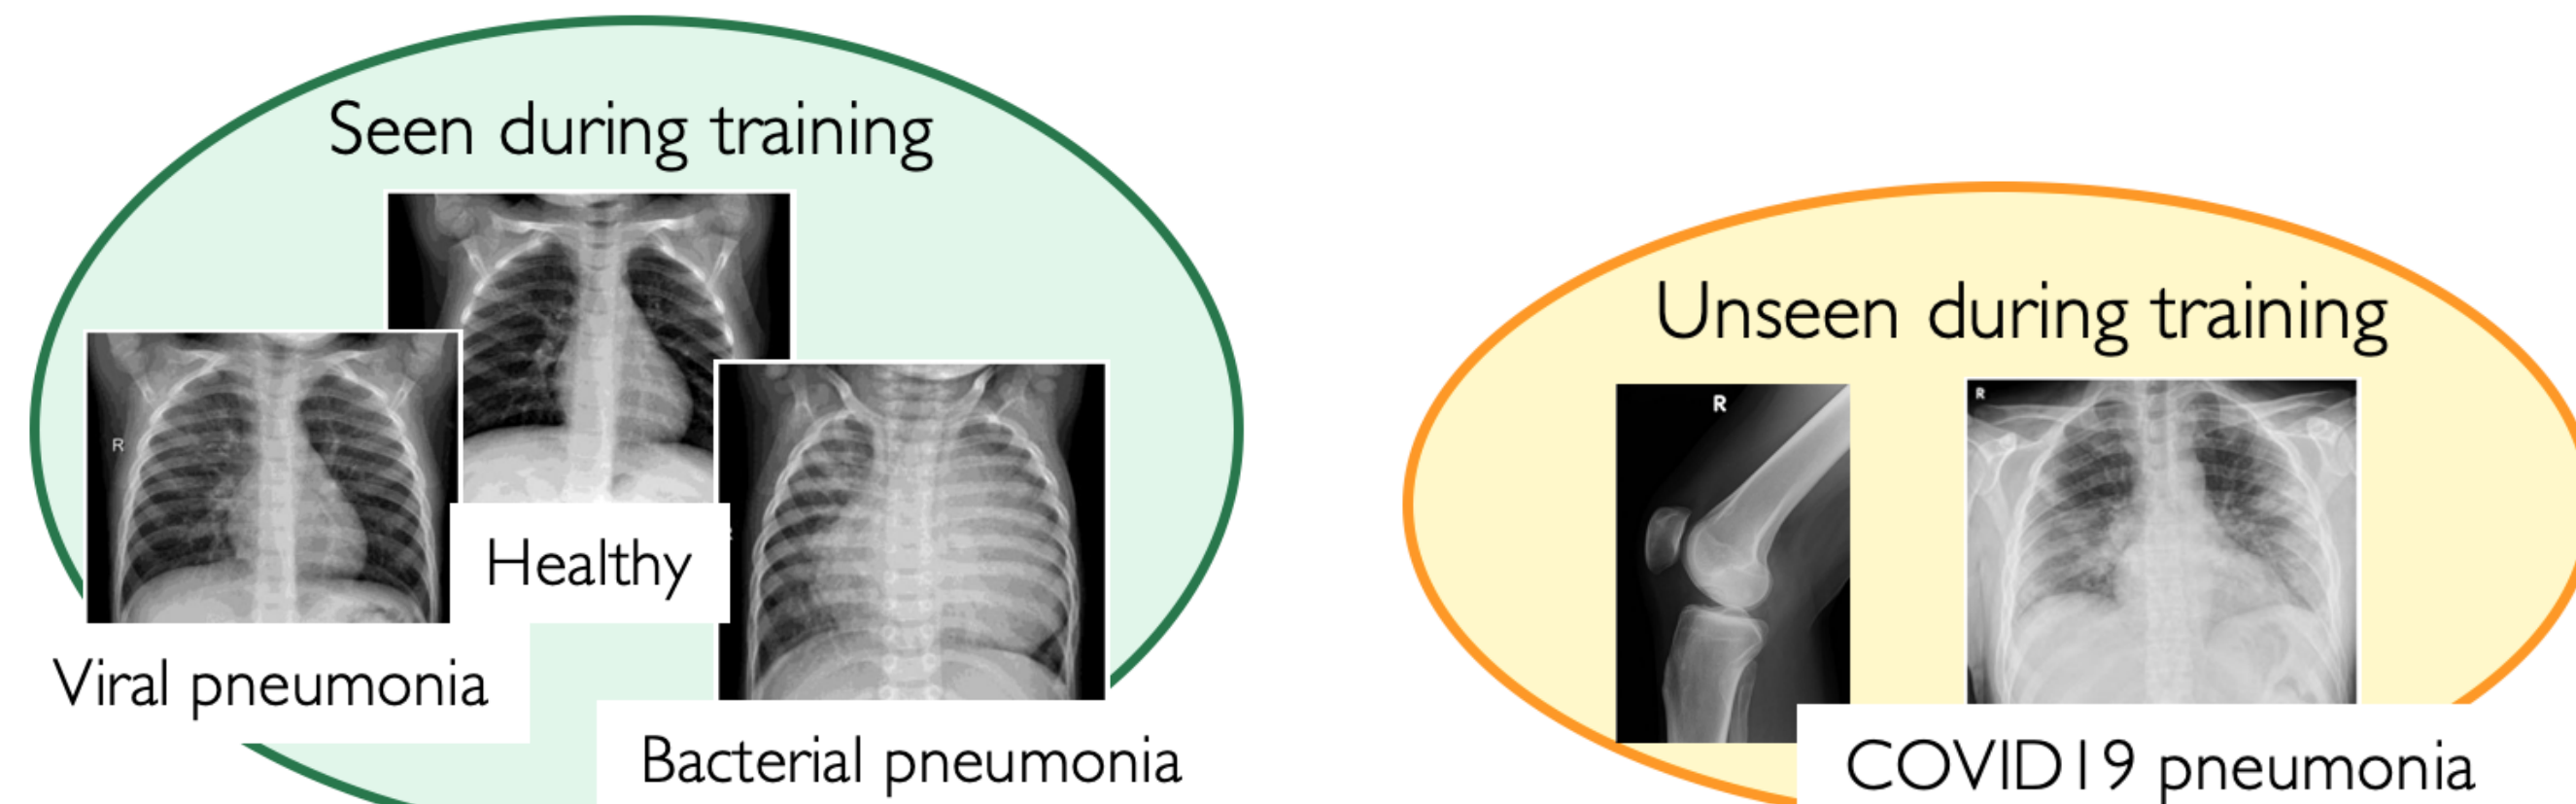 Seen during training
R
Healthy
Viral pneumonia
Bacterial pneumonia
Unseen during training
R
R
COVID19 pneumonia